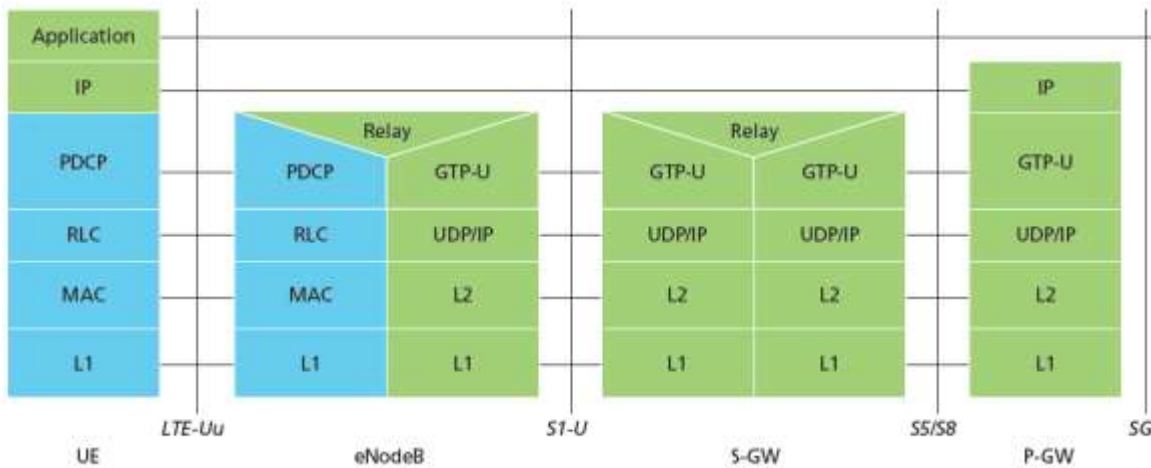 Application
IP IP
Relay Relay
PDCP PDCP GTP-U GTP-U GTP-U GTP-U
RLC RLC UDP/IP UDP/IP UDP/IP UDP/IP
MAC MAC L2 L2 L2 L2
L1 L1 L1 L1 L1 L1
LTE-Uu S1-U S5/S8 SG
UE eNodeB S-GW P-GW